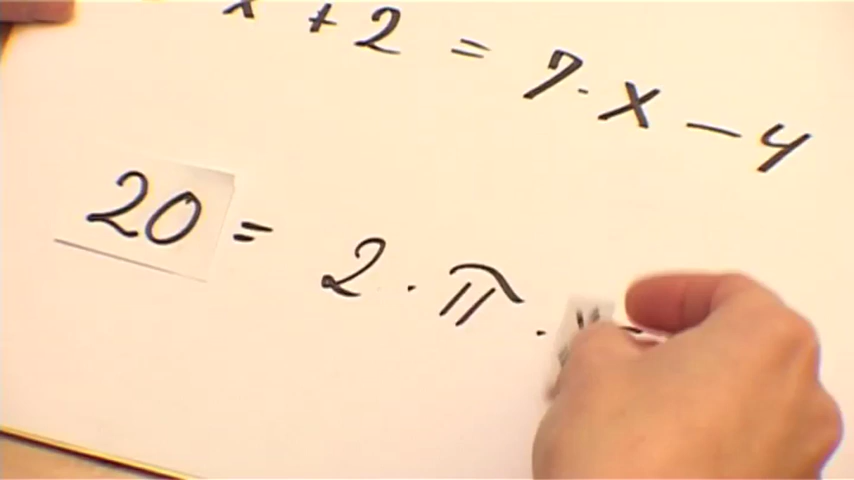 x + 2 = 7 · x - 4
20 = 2 · π ·